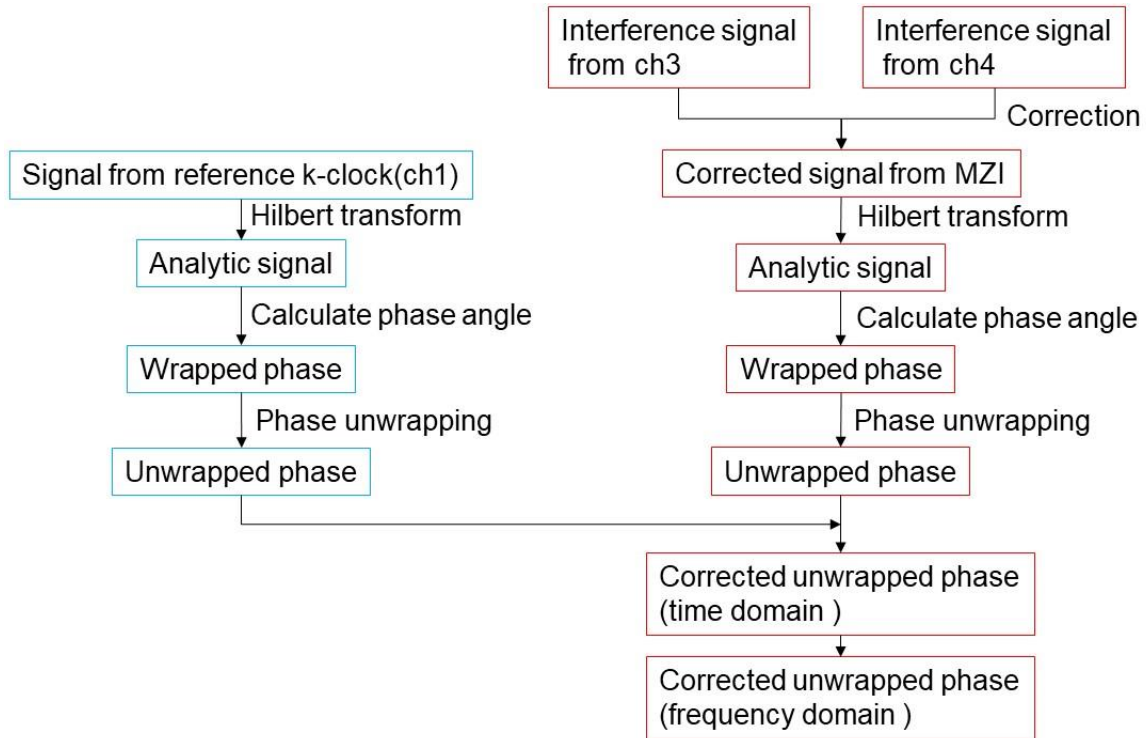 Interference signal
from ch3
Interference signal
from ch4
Correction
Signal from reference k-clock(ch1)
Corrected signal from MZI
Hilbert transform
Hilbert transform
Analytic signal
Analytic signal
Calculate phase angle
Calculate phase angle
Wrapped phase
Wrapped phase
Phase unwrapping
Phase unwrapping
Unwrapped phase
Unwrapped phase
Corrected unwrapped phase
(time domain )
Corrected unwrapped phase
(frequency domain )